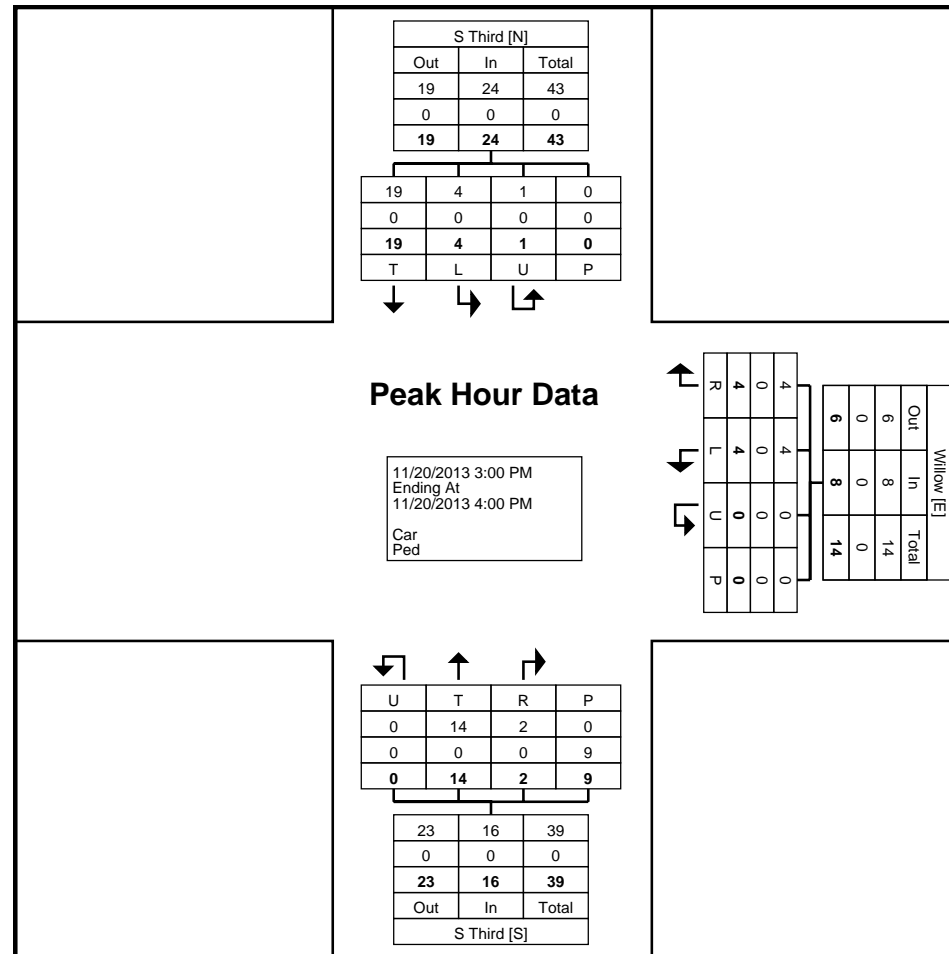 S Third [N]
Out In Total
19 24 43
0 0 0
19 24 43
19 4 1 0
0 0 0 0
19 4 1 0
T L U P
Peak Hour Data
11/20/2013 3:00 PM
Ending At
11/20/2013 4:00 PM
Car
Ped
R 4 0 4
L 4 0 4
U 0 0 0
P 0 0 0
Willow [E]
Out In Total
6 8 14
0 0 0
6 8 14
U T R P
0 14 2 0
0 0 0 9
0 14 2 9
23 16 39
0 0 0
23 16 39
Out In Total
S Third [S]